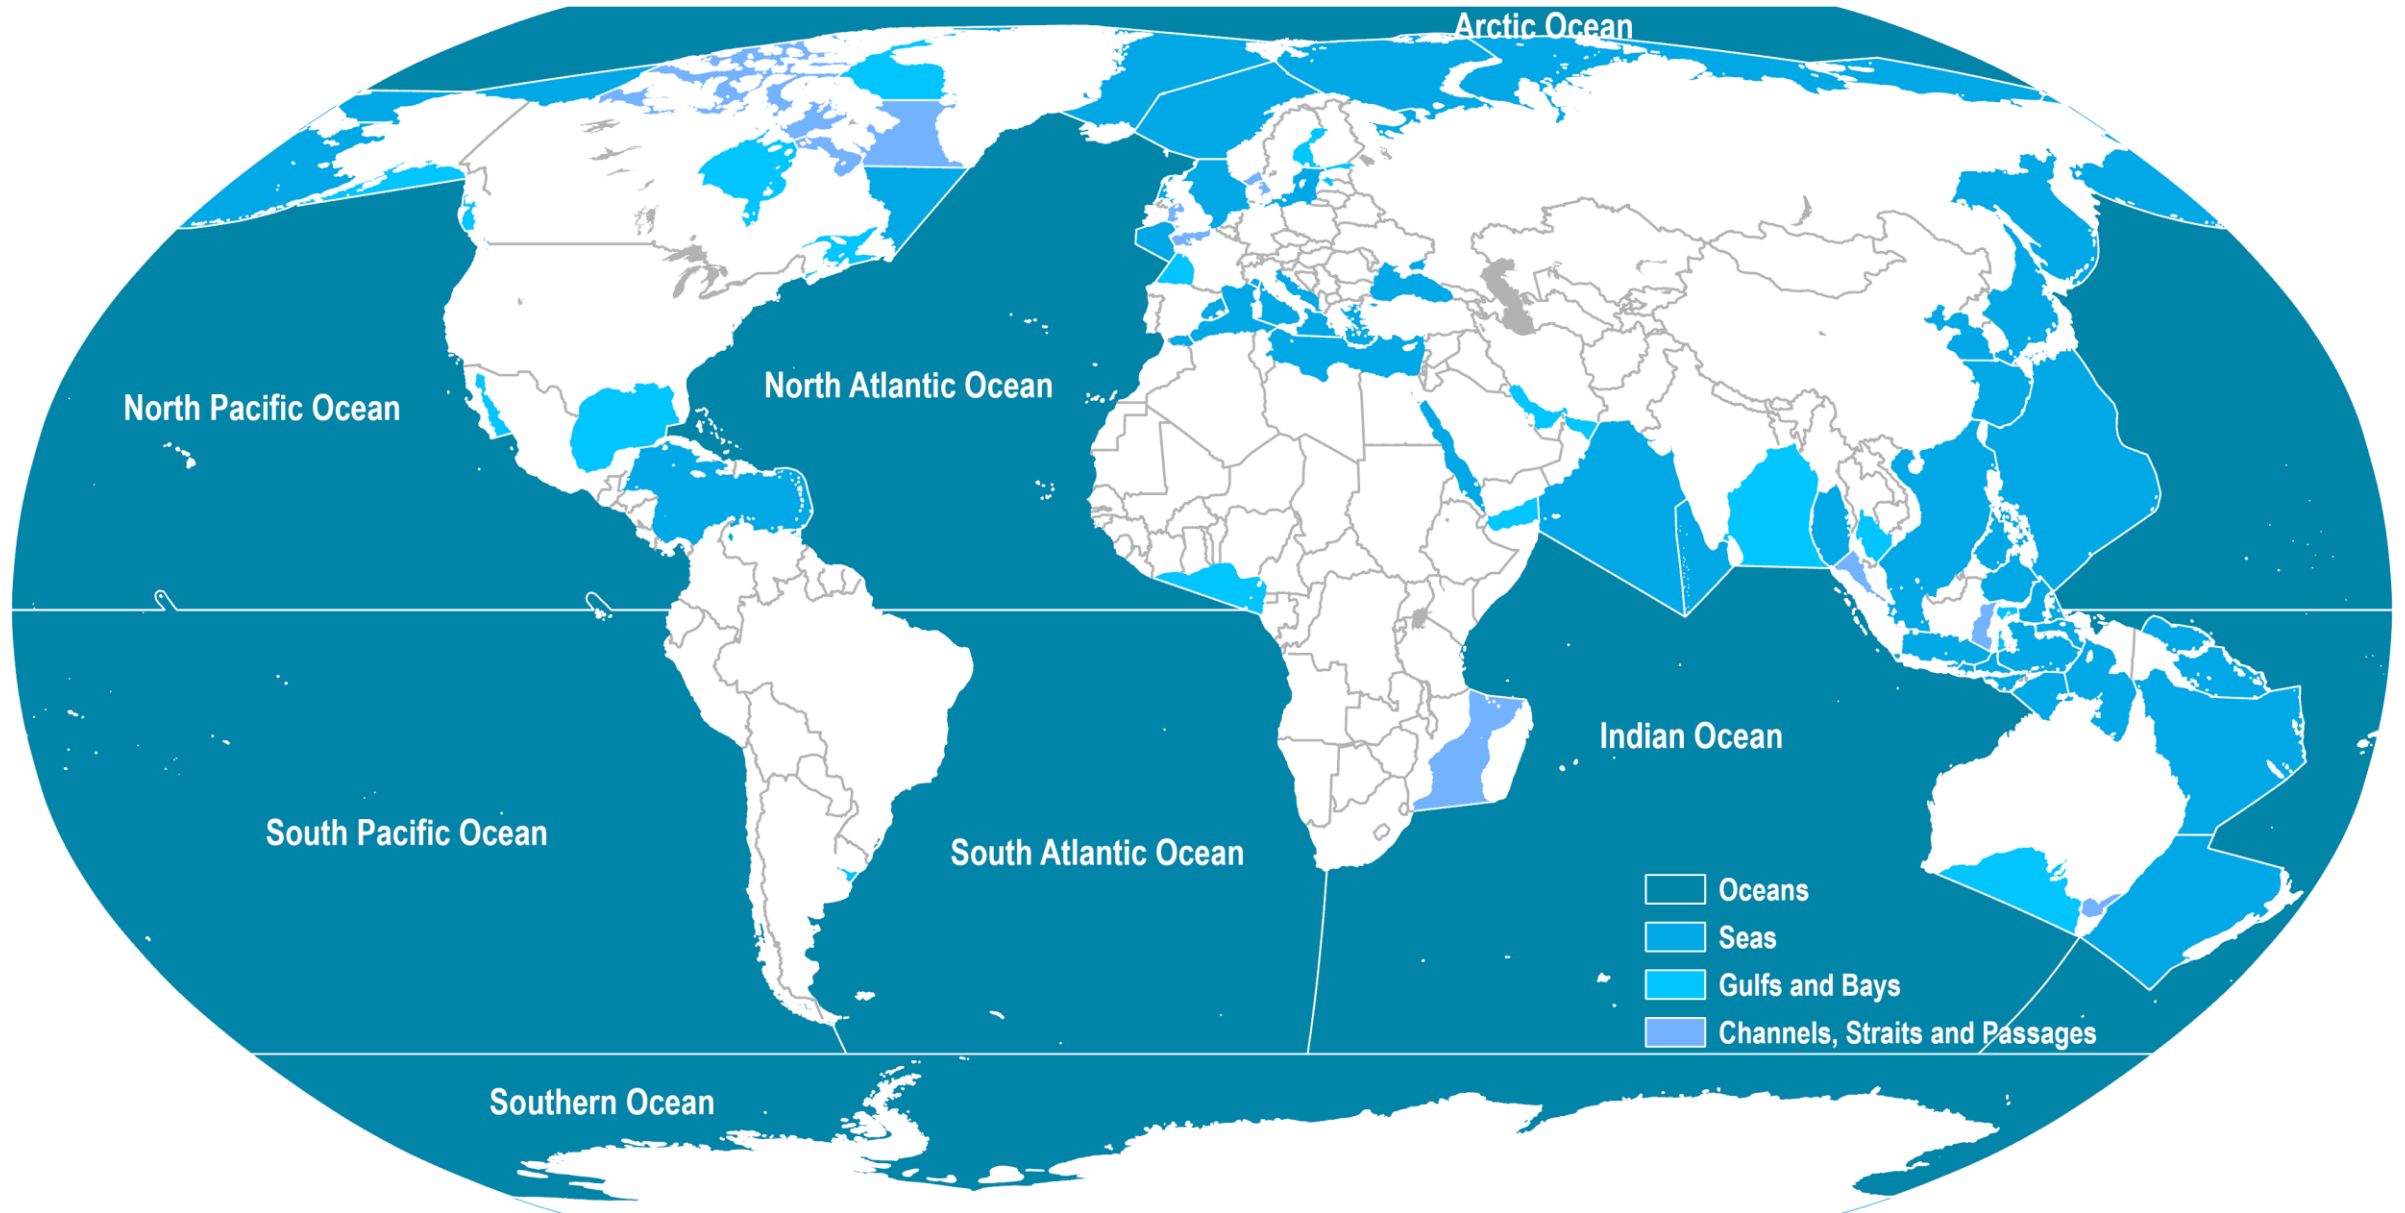 Arctic Ocean
North Pacific Ocean
North Atlantic Ocean
Indian Ocean
South Pacific Ocean
South Atlantic Ocean
Oceans
Seas
Gulfs and Bays
Channels, Straits and Passages
Southern Ocean